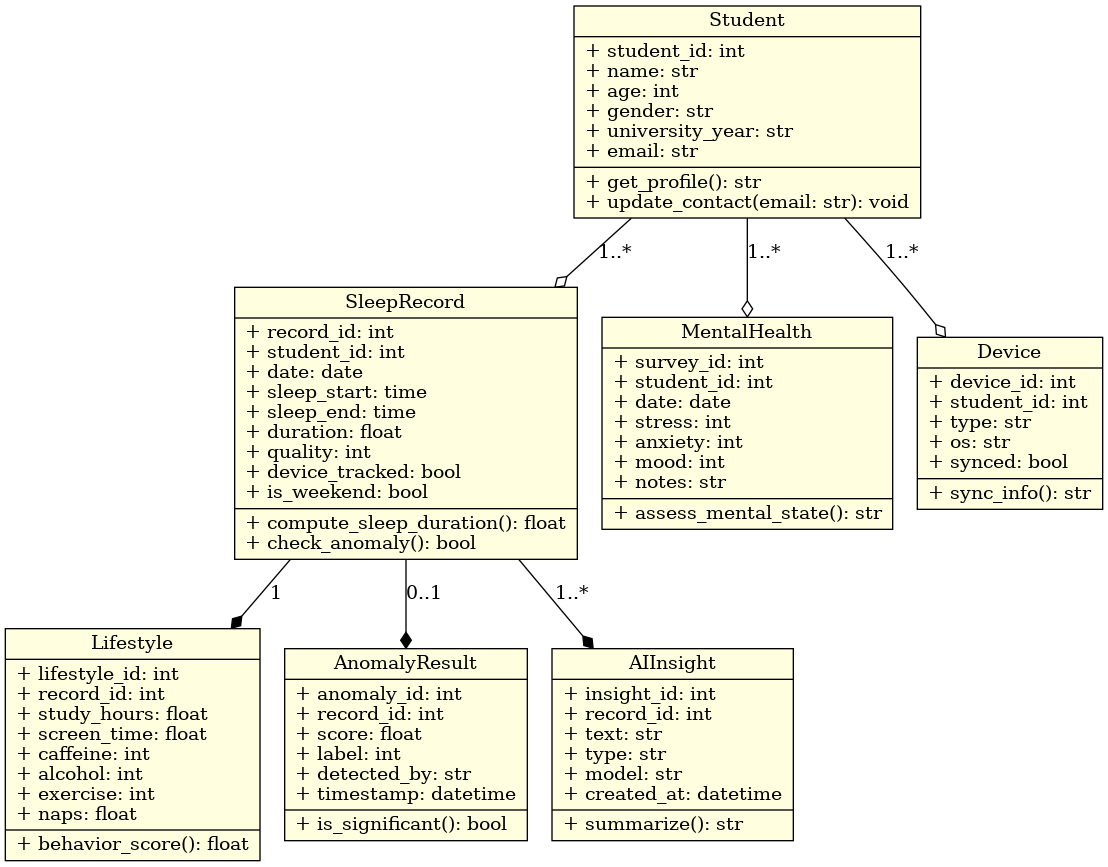 Student
+ student_id: int
+ name: str
+ age: int
+ gender: str
+ university_year: str
+ email: str
+ get_profile(): str
+ update_contact(email: str): void
1..*
1..*
1..*
SleepRecord
+ record_id: int
+ student_id: int
+ date: date
+ sleep_start: time
+ sleep_end: time
+ duration: float
+ quality: int
+ device_tracked: bool
+ is_weekend: bool
+ compute_sleep_duration(): float
+ check_anomaly(): bool
MentalHealth
+ survey_id: int
+ student_id: int
+ date: date
+ stress: int
+ anxiety: int
+ mood: int
+ notes: str
+ assess_mental_state(): str
Device
+ device_id: int
+ student_id: int
+ type: str
+ os: str
+ synced: bool
+ sync_info(): str
1
0..1
1..*
Lifestyle
+ lifestyle_id: int
+ record_id: int
+ study_hours: float
+ screen_time: float
+ caffeine: int
+ alcohol: int
+ exercise: int
+ naps: float
+ behavior_score(): float
AnomalyResult
+ anomaly_id: int
+ record_id: int
+ score: float
+ label: int
+ detected_by: str
+ timestamp: datetime
+ is_significant(): bool
AIInsight
+ insight_id: int
+ record_id: int
+ text: str
+ type: str
+ model: str
+ created_at: datetime
+ summarize(): str